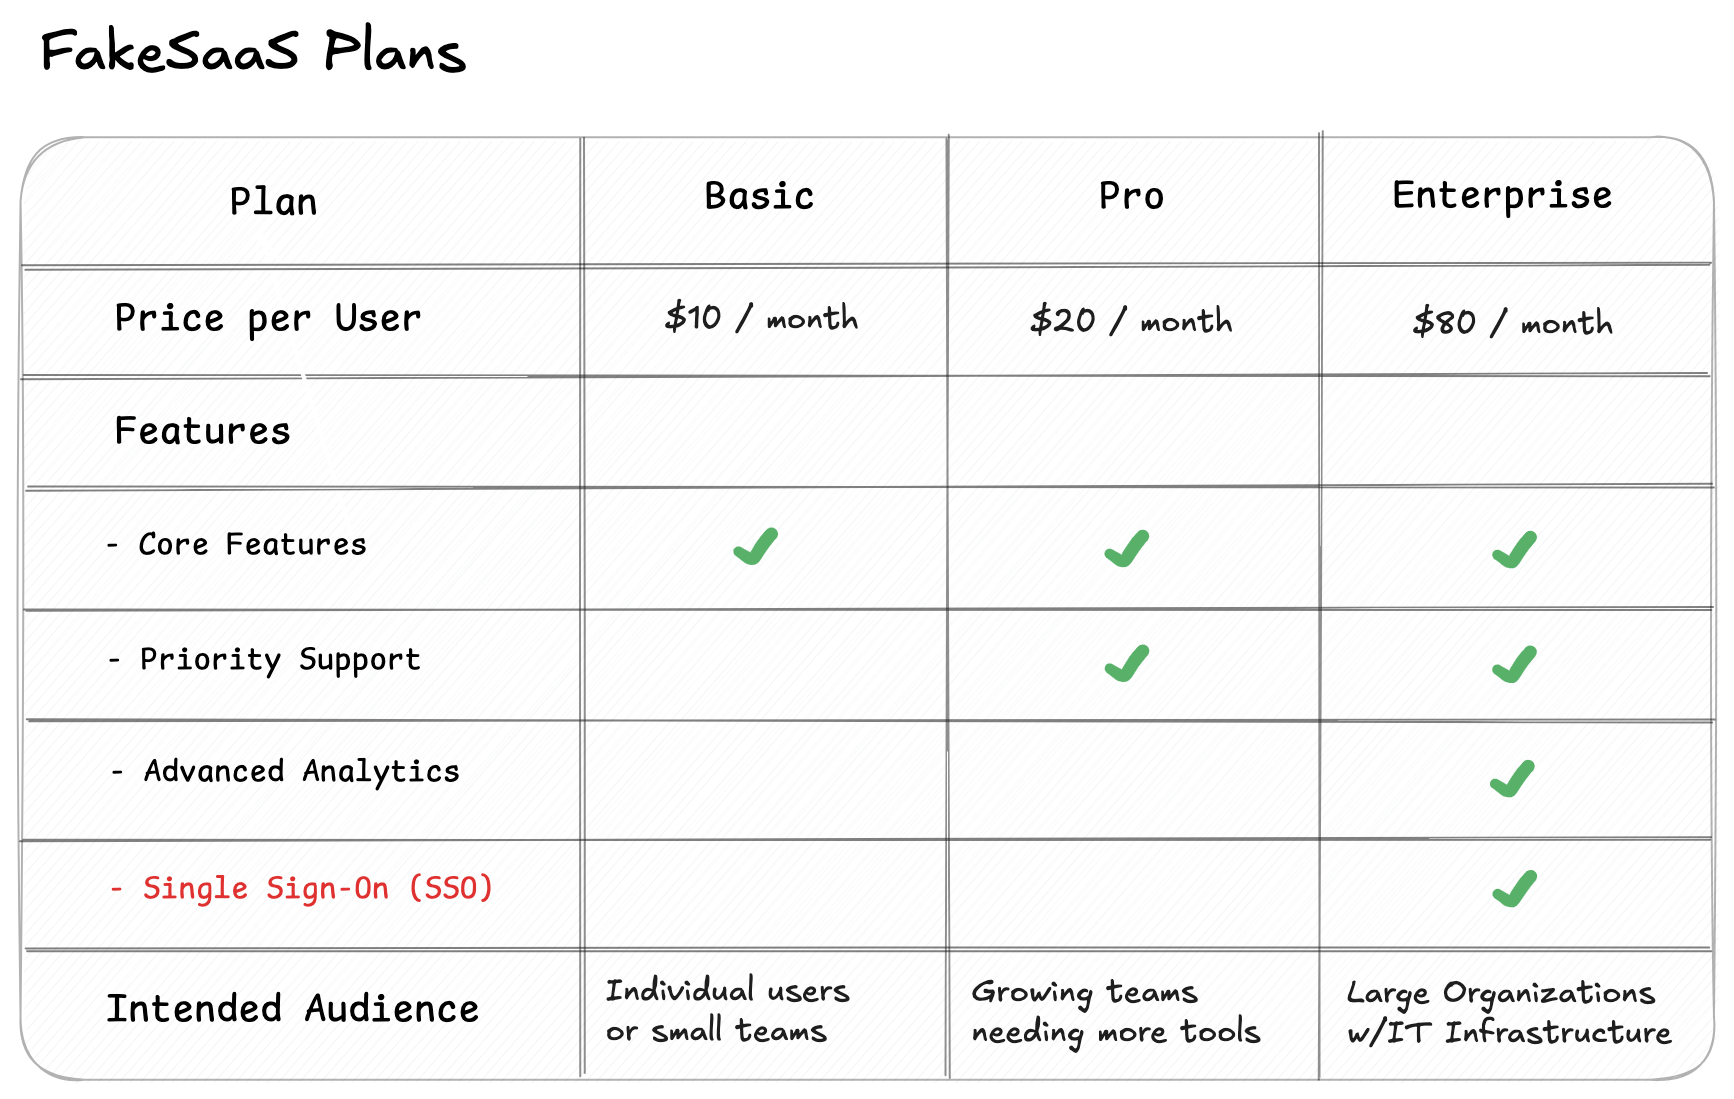 FakeSaaS Plans
Plan Basic Pro Enterprise
Price per User $10 / month $20 / month $80 / month
Features
- Core Features
- Priority Support
- Advanced Analytics
- Single Sign-On (SSO)
Intended Audience
Individual users
or small teams
Growing teams
needing more tools
Large Organizations
w/IT Infrastructure